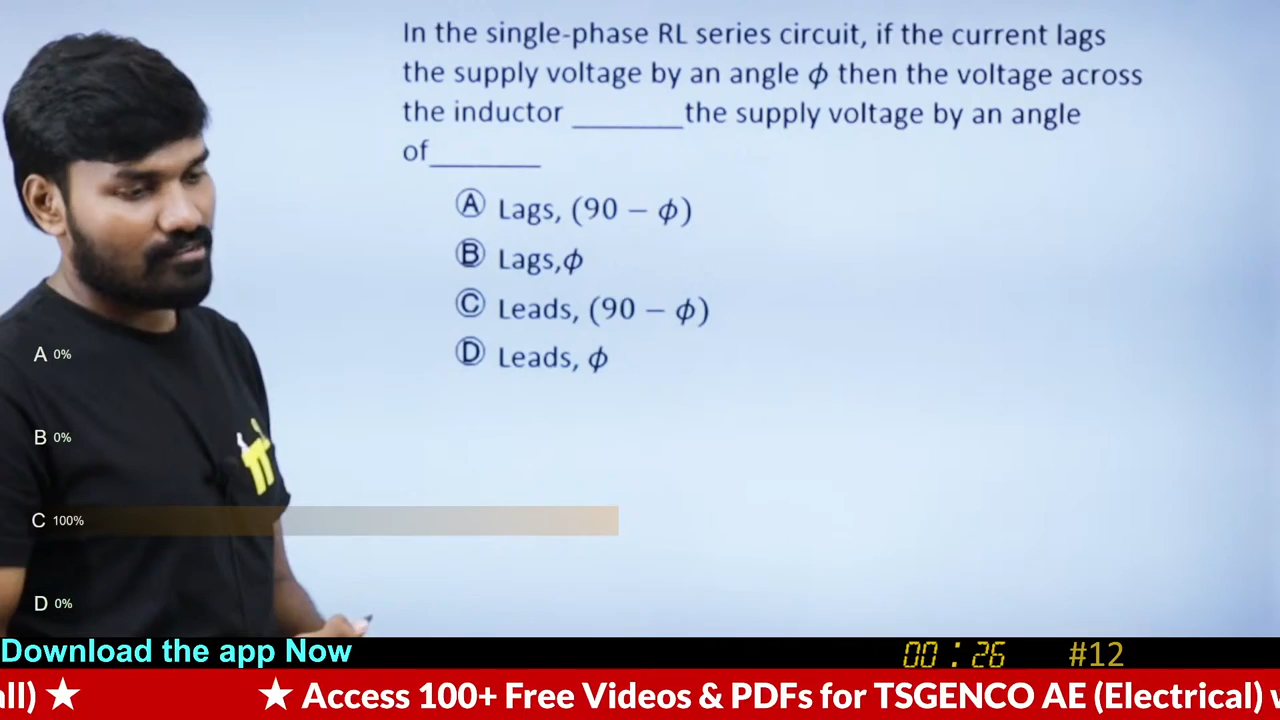 In the single-phase RL series circuit, if the current lags
the supply voltage by an angle ϕ then the voltage across
the inductor _______ the supply voltage by an angle
of_______
Ⓐ Lags, (90 − ϕ)
Ⓑ Lags,ϕ
Ⓒ Leads, (90 − ϕ)
Ⓓ Leads, ϕ
A 0%
B 0%
C 100%
D 0%
Download the app Now
00 : 26 #12
all) ★ ★ Access 100+ Free Videos & PDFs for TSGENCO AE (Electrical)